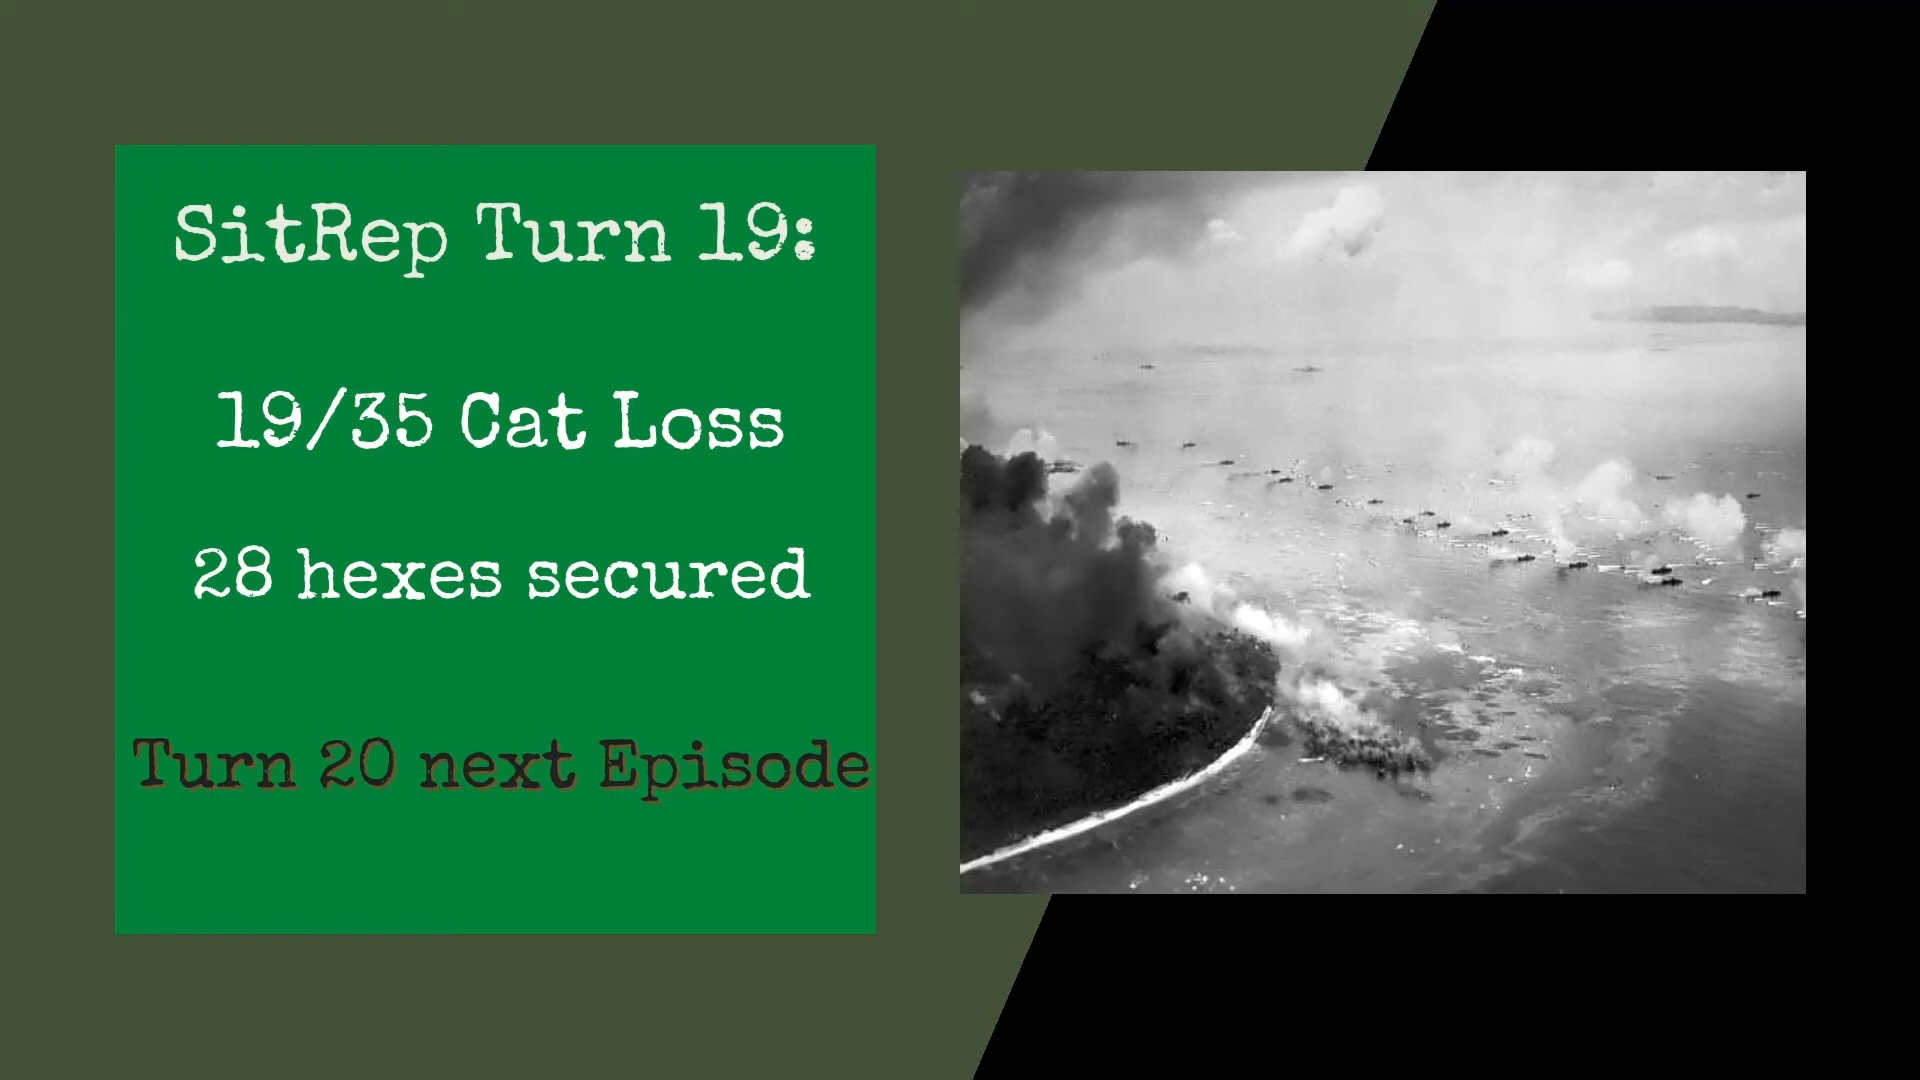 SitRep Turn 19:
19/35 Cat Loss
28 hexes secured
Turn 20 next Episode